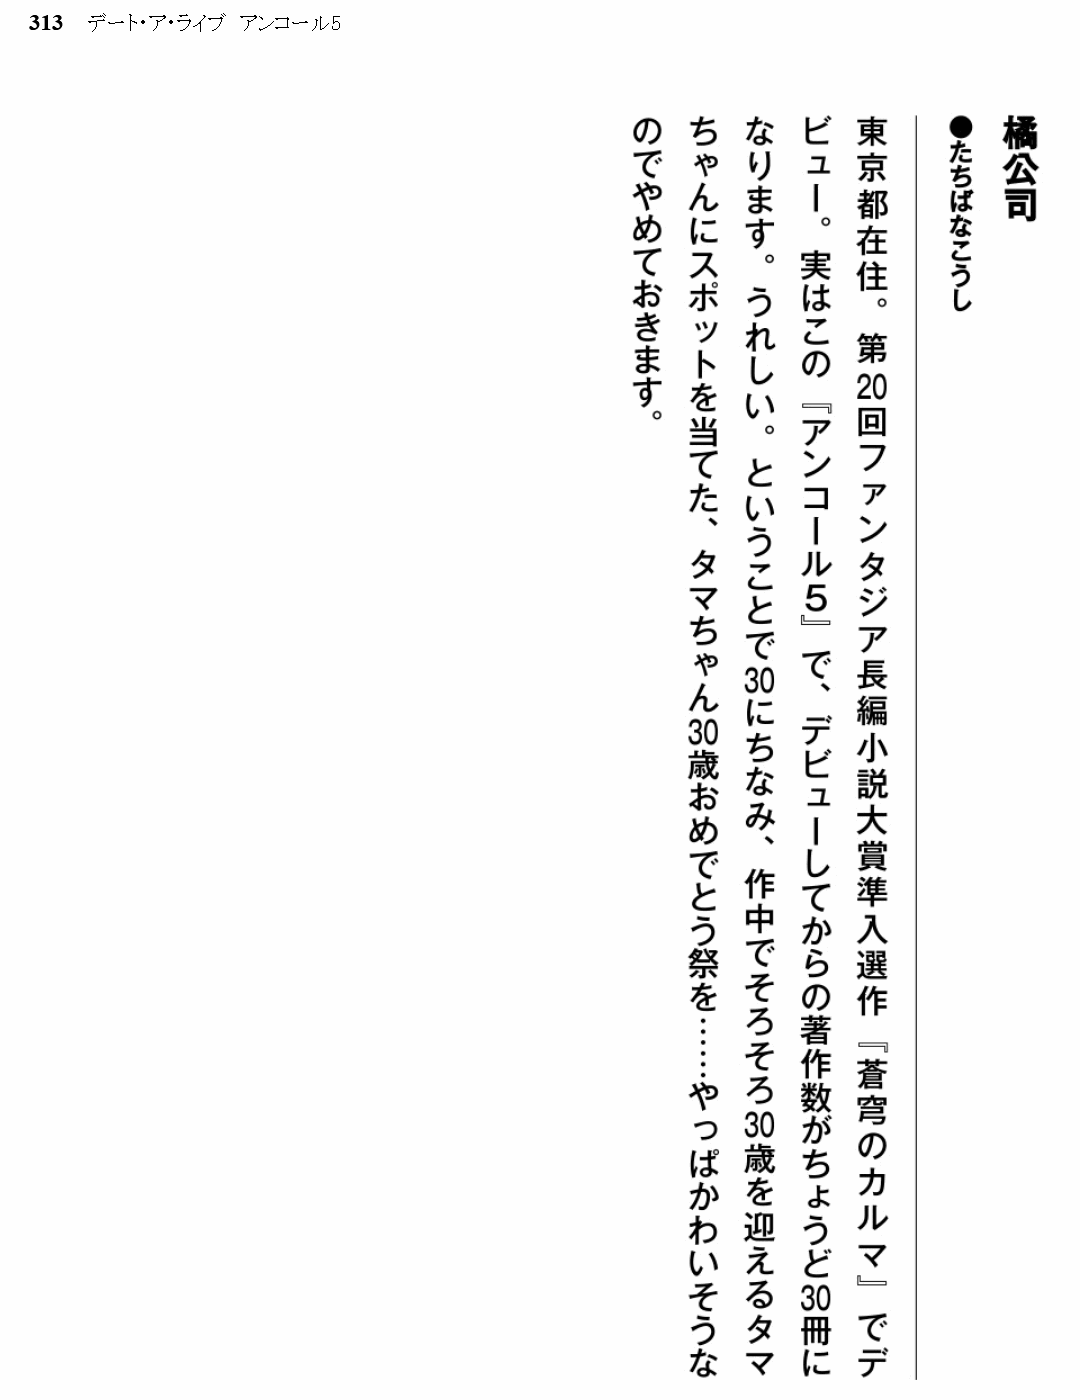 313 デート・ア・ライブ アンコール5
橘公司
●たちばなこうし
東京都在住。第20回ファンタジア長編小説大賞準入選作『蒼穹のカルマ』でデ
ビュー。実はこの『アンコール5』で、デビューしてからの著作数がちょうど30冊に
なります。うれしい。ということで30にちなみ、作中でそろそろ30歳を迎えるタマ
ちゃんにスポットを当てた、タマちゃん30歳おめでとう祭を……やっぱかわいそうな
のでやめておきます。